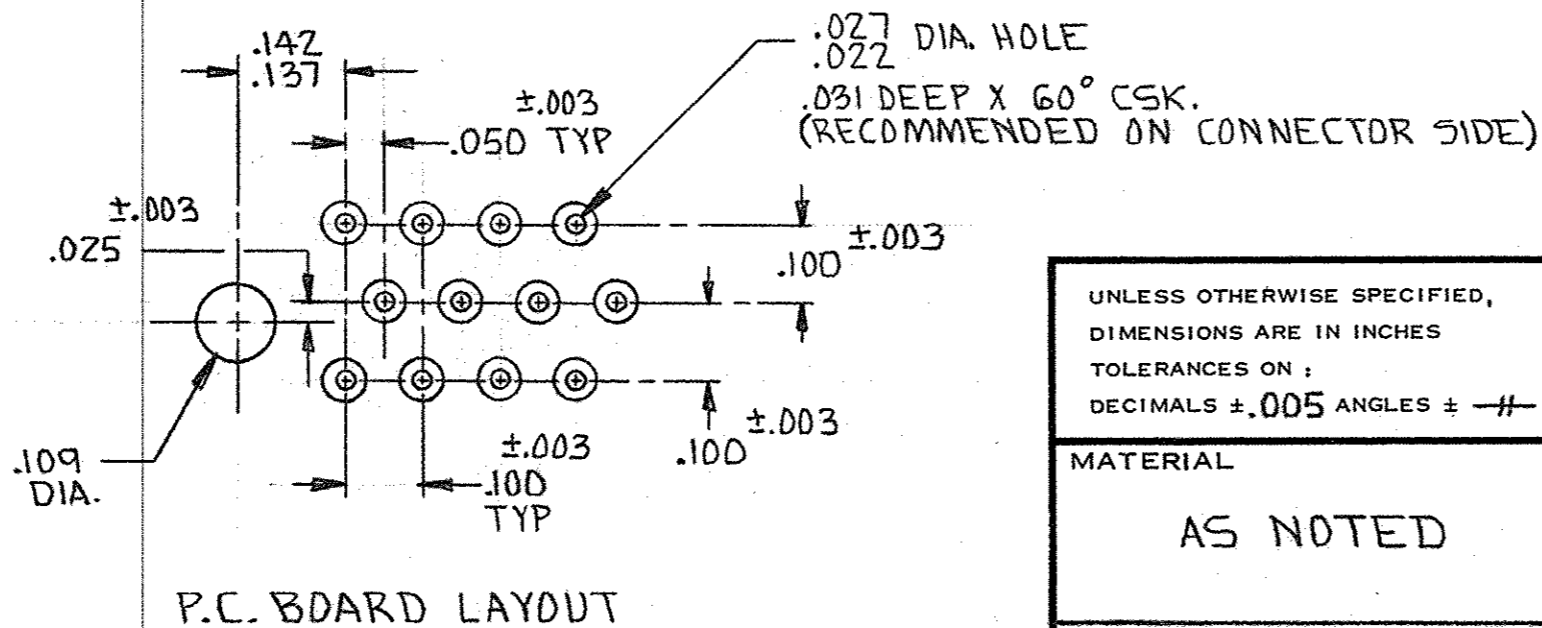 .142
.137
±.003
.050 TYP
.027
.022 DIA. HOLE
.031 DEEP X 60° CSK.
(RECOMMENDED ON CONNECTOR SIDE)
±.003
.025
±.003
.100
.109
DIA.
±.003
.100
TYP
±.003
.100
P.C. BOARD LAYOUT
UNLESS OTHERWISE SPECIFIED,
DIMENSIONS ARE IN INCHES
TOLERANCES ON :
DECIMALS ±.005 ANGLES ± –//–
MATERIAL
AS NOTED